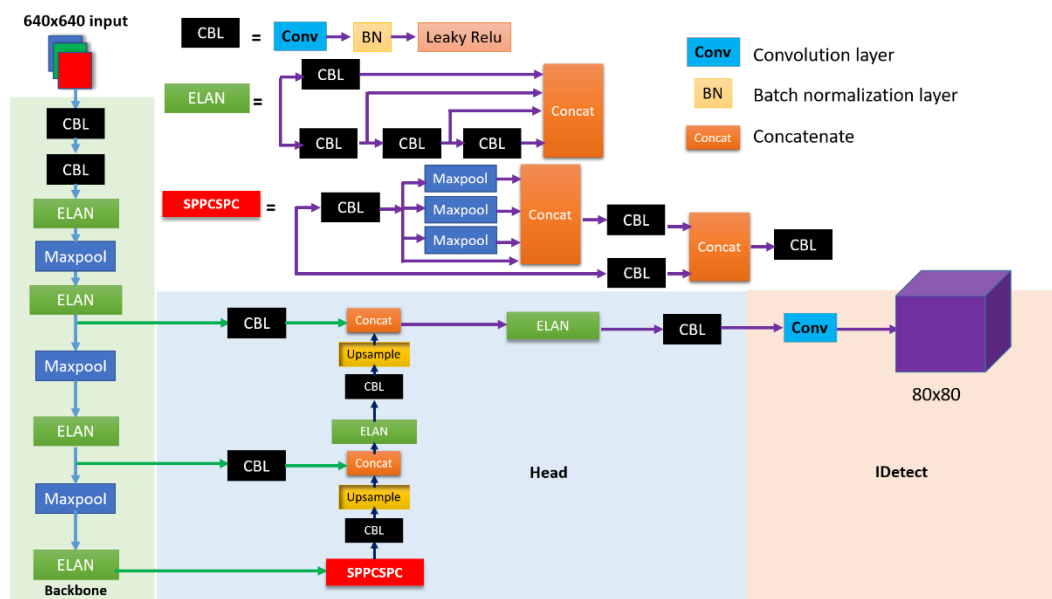 640x640 input
CBL
CBL
ELAN
Maxpool
ELAN
Maxpool
ELAN
Maxpool
ELAN
Backbone
CBL = Conv BN Leaky Relu
ELAN =
CBL
CBL CBL CBL
Concat
SPPCSPC =
CBL
Maxpool
Maxpool
Maxpool
Concat
CBL
CBL
Concat
CBL
Conv Convolution layer
BN Batch normalization layer
Concat Concatenate
CBL Concat ELAN CBL Conv
Upsample
CBL
ELAN
CBL Concat
Upsample
CBL
SPPCSPC
Head
80x80
IDetect